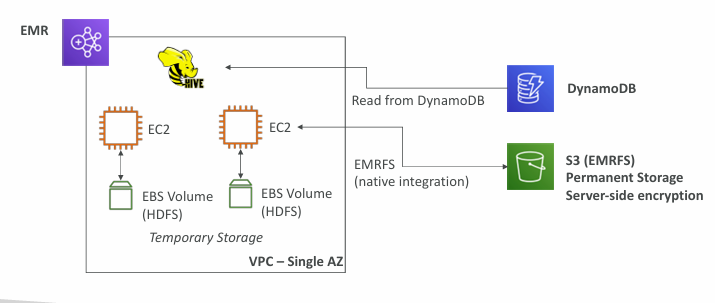 EMR
HIVE
Read from DynamoDB
DynamoDB
EC2
EC2
EMRFS
(native integration)
S3 (EMRFS)
Permanent Storage
Server-side encryption
EBS Volume
(HDFS)
EBS Volume
(HDFS)
Temporary Storage
VPC – Single AZ